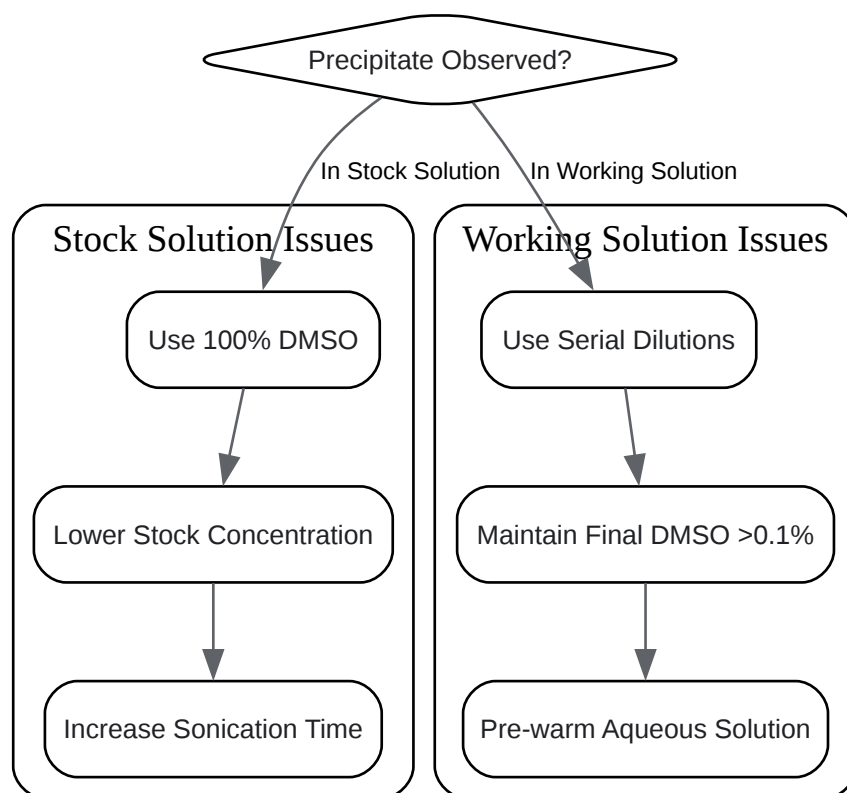 Precipitate Observed?
In Stock Solution
In Working Solution
Stock Solution Issues
Use 100% DMSO
Lower Stock Concentration
Increase Sonication Time
Working Solution Issues
Use Serial Dilutions
Maintain Final DMSO >0.1%
Pre-warm Aqueous Solution